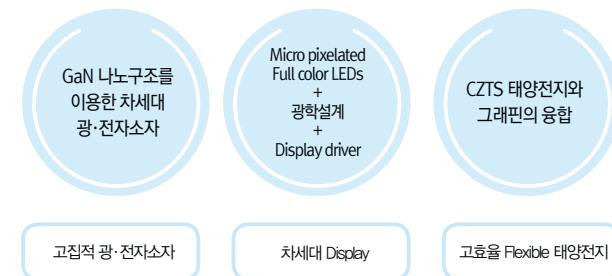 GaN 나노구조를
이용한 차세대
광·전자소자
Micro pixelated
Full color LEDs
+
광학설계
+
Display driver
CZTS 태양전지와
그래핀의 융합
고집적 광·전자소자
차세대 Display
고효율 Flexible 태양전지